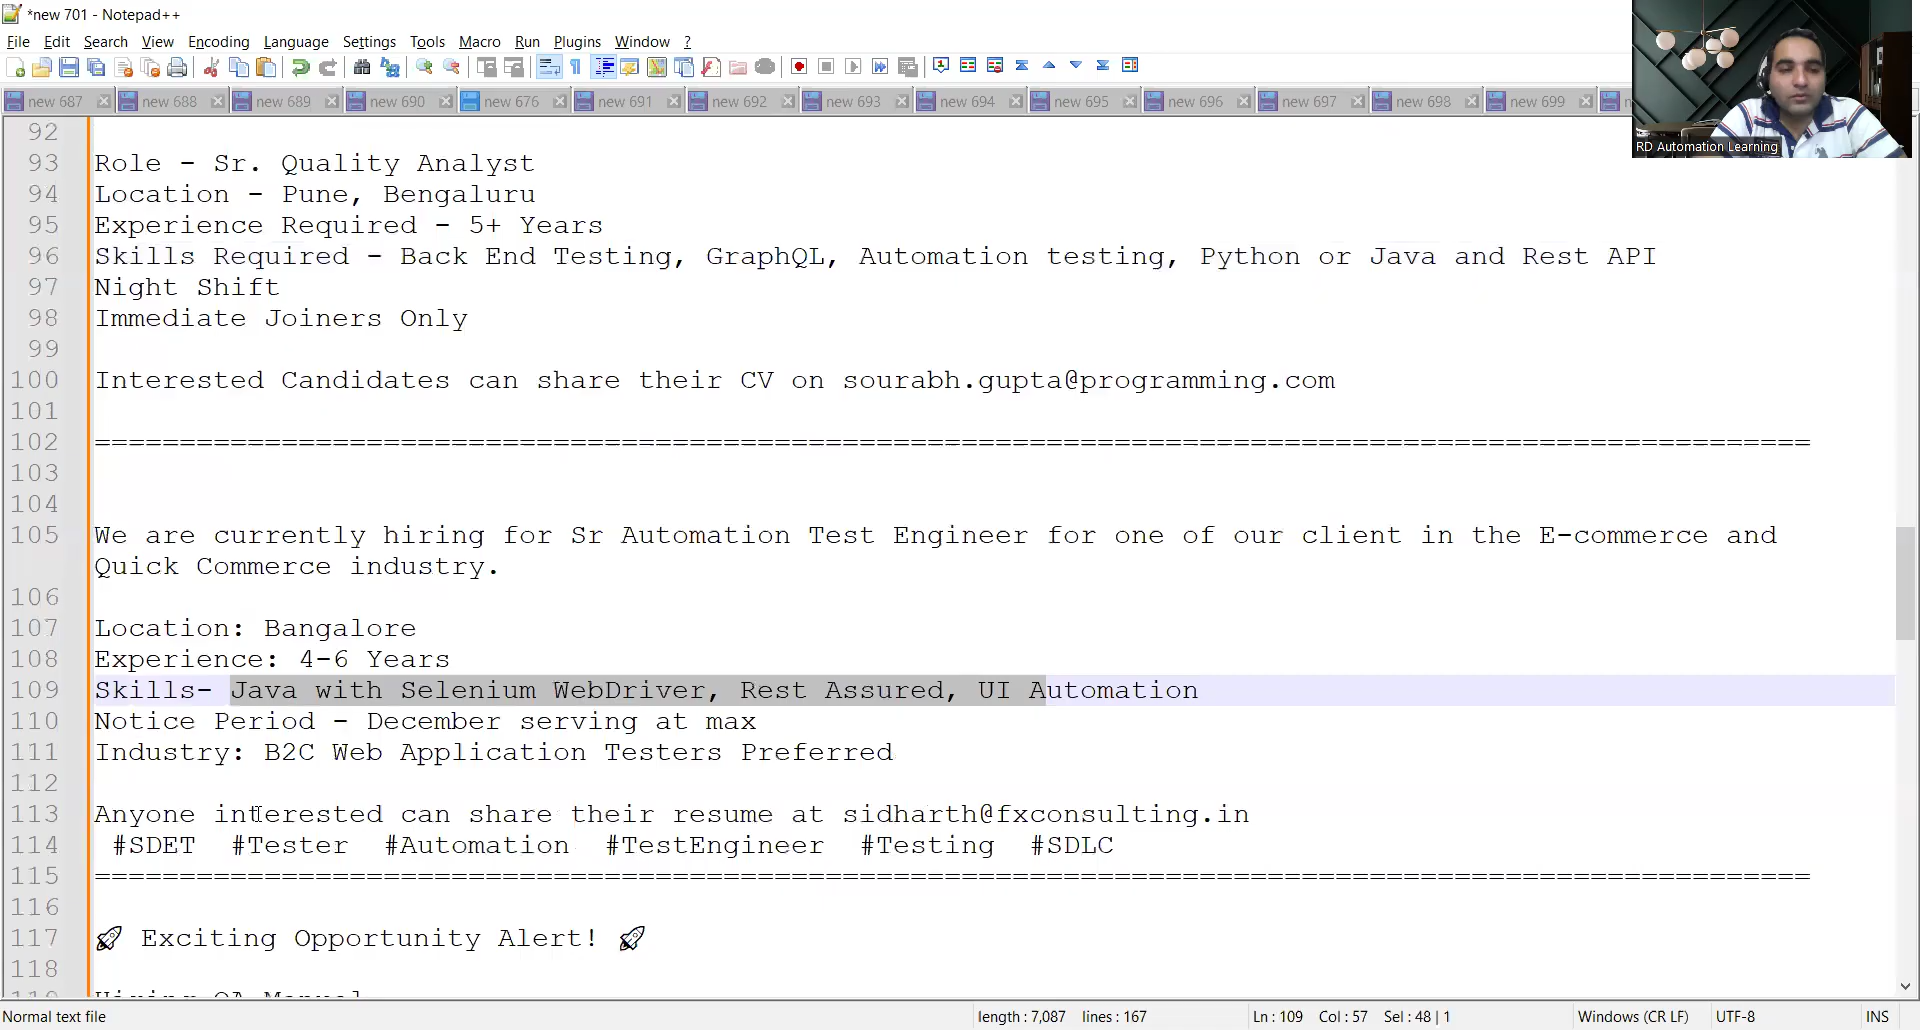 *new 701 - Notepad++
File Edit Search View Encoding Language Settings Tools Macro Run Plugins Window ?
new 687 new 688 new 689 new 690 new 676 new 691 new 692 new 693 new 694 new 695 new 696 new 697 new 698 new 699
RD Automation Learning
92
93 Role - Sr. Quality Analyst
94 Location - Pune, Bengaluru
95 Experience Required - 5+ Years
96 Skills Required - Back End Testing, GraphQL, Automation testing, Python or Java and Rest API
97 Night Shift
98 Immediate Joiners Only
99
100 Interested Candidates can share their CV on sourabh.gupta@programming.com
101
102 =====================================================================================================
103
104
105 We are currently hiring for Sr Automation Test Engineer for one of our client in the E-commerce and
Quick Commerce industry.
106
107 Location: Bangalore
108 Experience: 4-6 Years
109 Skills- Java with Selenium WebDriver, Rest Assured, UI Automation
110 Notice Period - December serving at max
111 Industry: B2C Web Application Testers Preferred
112
113 Anyone interested can share their resume at sidharth@fxconsulting.in
114 #SDET #Tester #Automation #TestEngineer #Testing #SDLC
115 =====================================================================================================
116
117 🚀 Exciting Opportunity Alert! 🚀
118
Normal text file length : 7,087 lines : 167 Ln : 109 Col : 57 Sel : 48 | 1 Windows (CR LF) UTF-8 INS